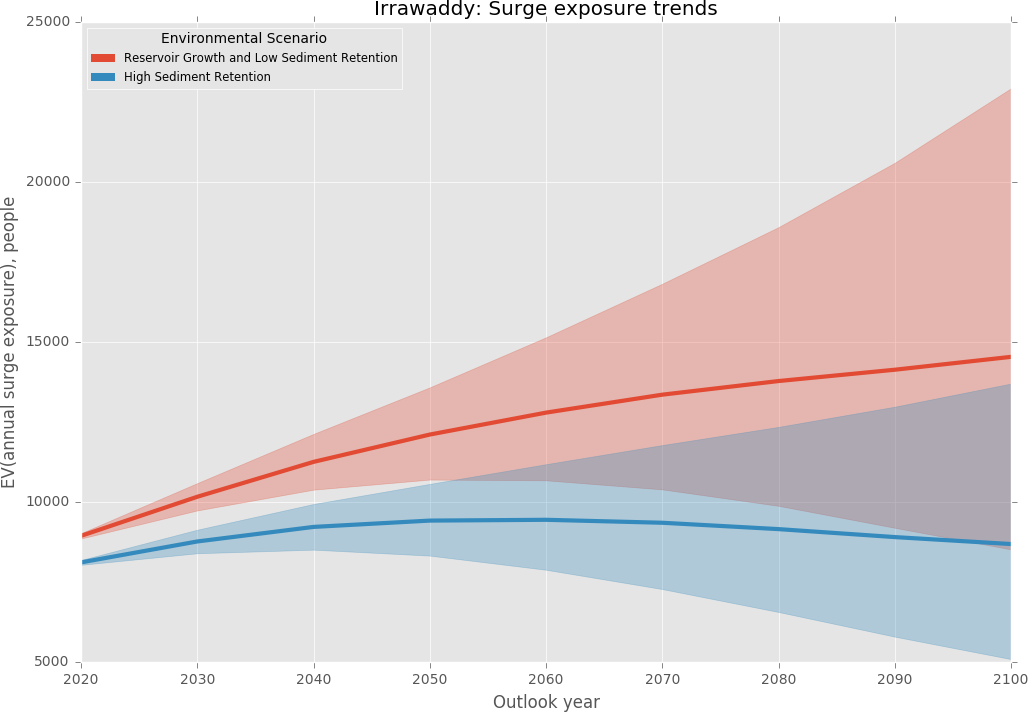 Irrawaddy: Surge exposure trends
Environmental Scenario
Reservoir Growth and Low Sediment Retention
High Sediment Retention
EV(annual surge exposure), people
25000
20000
15000
10000
5000
2020 2030 2040 2050 2060 2070 2080 2090 2100
Outlook year